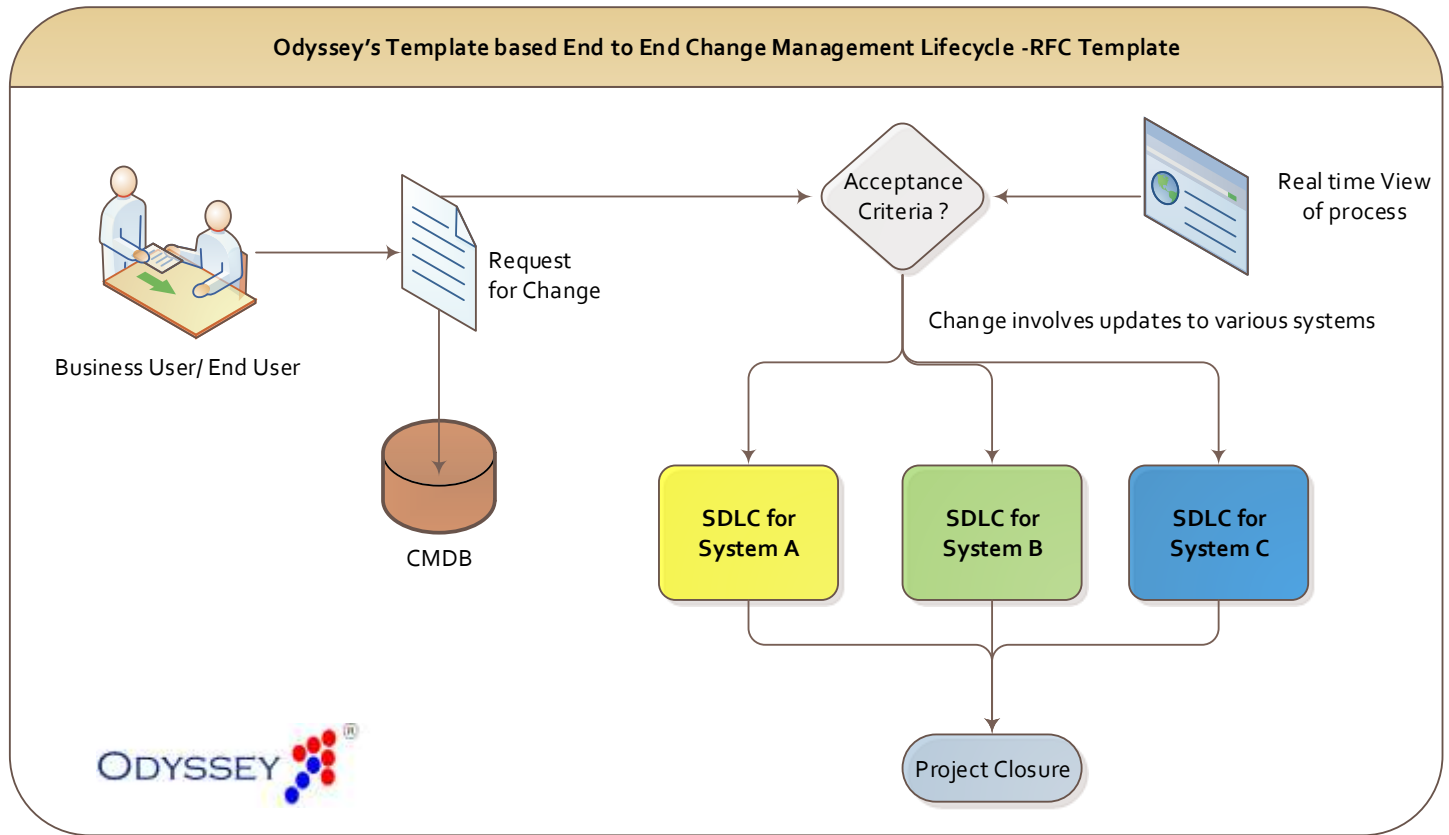 Odyssey's Template based End to End Change Management Lifecycle -RFC Template
Acceptance
Criteria ?
Real time View
of process
Request
for Change
Change involves updates to various systems
Business User/ End User
SDLC for
System A
SDLC for
System B
SDLC for
System C
CMDB
ODYSSEY ®
Project Closure